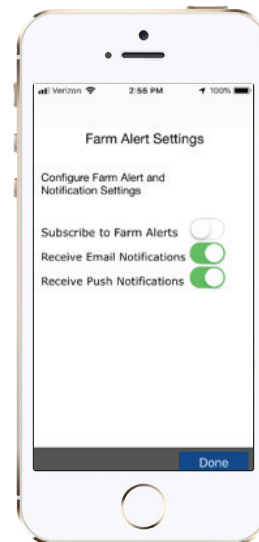 Verizon 2:56 PM 100%
Farm Alert Settings
Configure Farm Alert and
Notification Settings
Subscribe to Farm Alerts
Receive Email Notifications
Receive Push Notifications
Done